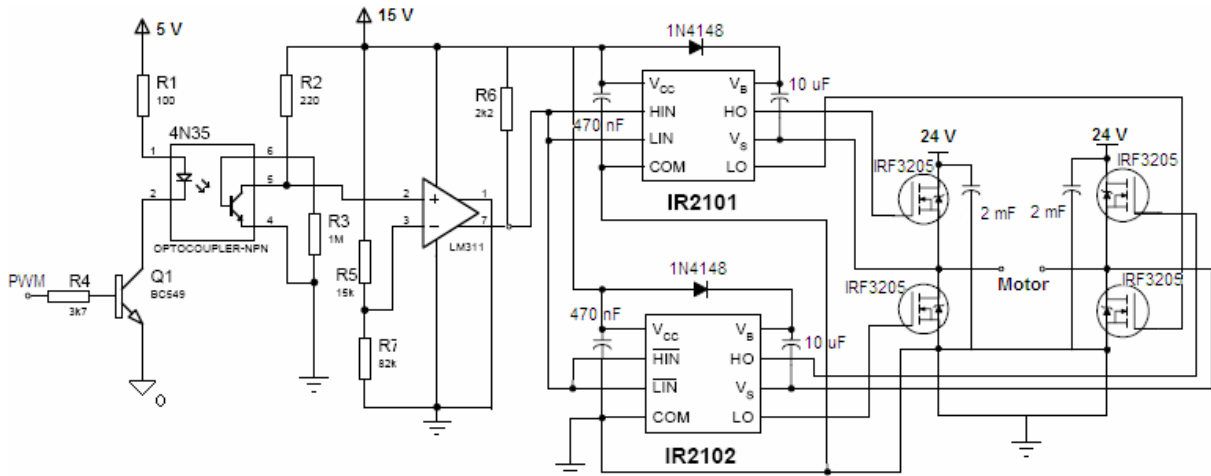 5 V
15 V
R1
100
R2
220
4N35
1
2
6
5
4
OPTOCOUPLER-NPN
R3
1M
PWM
R4
3k7
Q1
BC549
0
R5
15k
R7
82k
2
3
1
7
LM311
R6
2k2
1N4148
10 uF
470 nF
VCC
HIN
LIN
COM
VB
HO
VS
LO
IR2101
1N4148
10 uF
470 nF
VCC
HIN
LIN
COM
VB
HO
VS
LO
IR2102
24 V
24 V
IRF3205
IRF3205
2 mF
2 mF
Motor
IRF3205
IRF3205